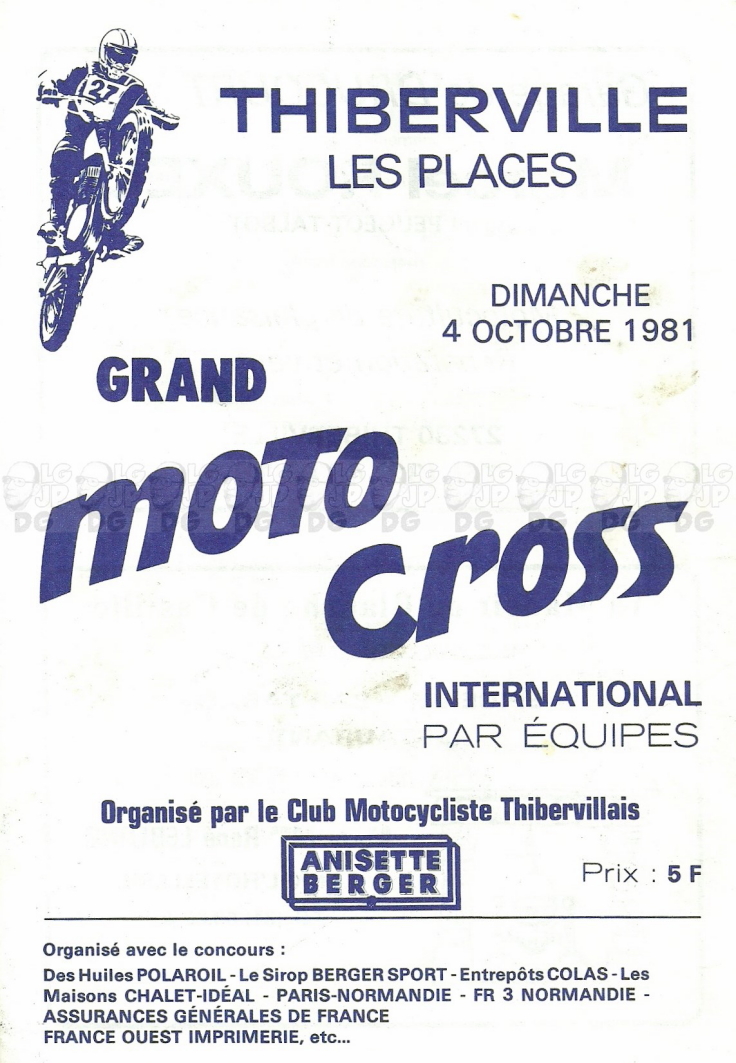 27
THIBERVILLE
LES PLACES
DIMANCHE
4 OCTOBRE 1981
GRAND
moTo
Cross
INTERNATIONAL
PAR ÉQUIPES
Organisé par le Club Motocycliste Thibervillais
ANISETTE
BERGER
Prix : 5 F
Organisé avec le concours :
Des Huiles POLAROIL - Le Sirop BERGER SPORT - Entrepôts COLAS - Les
Maisons CHALET-IDÉAL - PARIS-NORMANDIE - FR 3 NORMANDIE -
ASSURANCES GÉNÉRALES DE FRANCE
FRANCE OUEST IMPRIMERIE, etc...